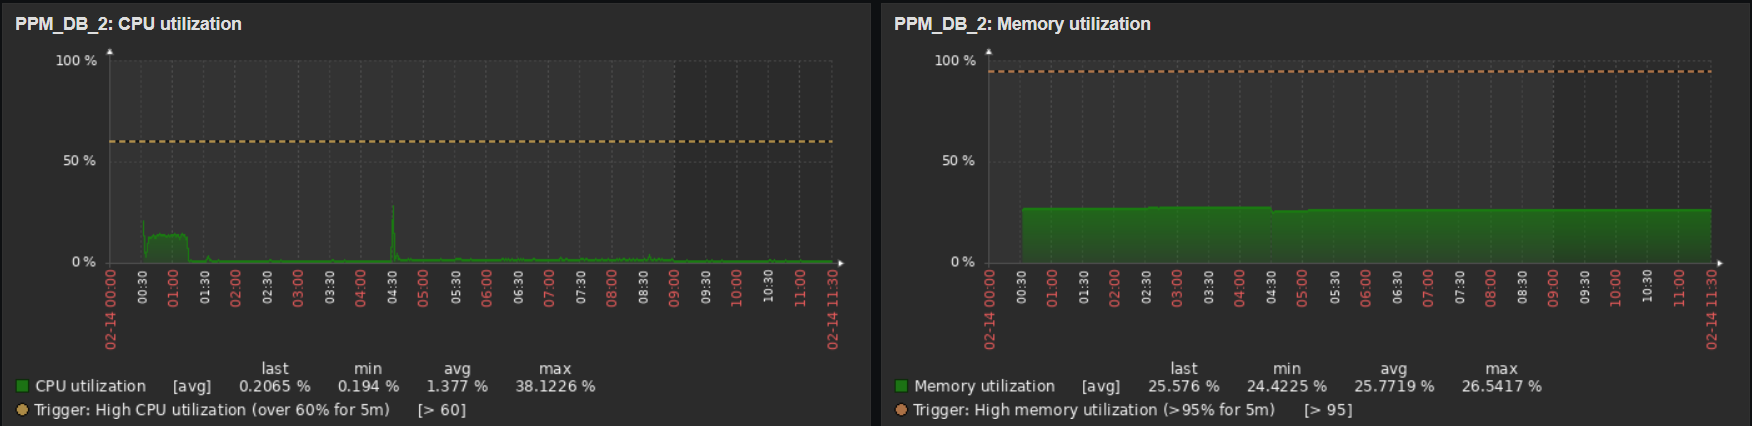 PPM_DB_2: CPU utilization
100 %
50 %
0 %
02-14 00:00 00:30 01:00 01:30 02:00 02:30 03:00 03:30 04:00 04:30 05:00 05:30 06:00 06:30 07:00 07:30 08:00 08:30 09:00 09:30 10:00 10:30 11:00 02-14 11:30
last min avg max
CPU utilization [avg] 0.2065 % 0.194 % 1.377 % 38.1226 %
Trigger: High CPU utilization (over 60% for 5m) [> 60]
PPM_DB_2: Memory utilization
100 %
50 %
0 %
02-14 00:00 00:30 01:00 01:30 02:00 02:30 03:00 03:30 04:00 04:30 05:00 05:30 06:00 06:30 07:00 07:30 08:00 08:30 09:00 09:30 10:00 10:30 11:00 02-14 11:30
last min avg max
Memory utilization [avg] 25.576 % 24.4225 % 25.7719 % 26.5417 %
Trigger: High memory utilization (>95% for 5m) [> 95]